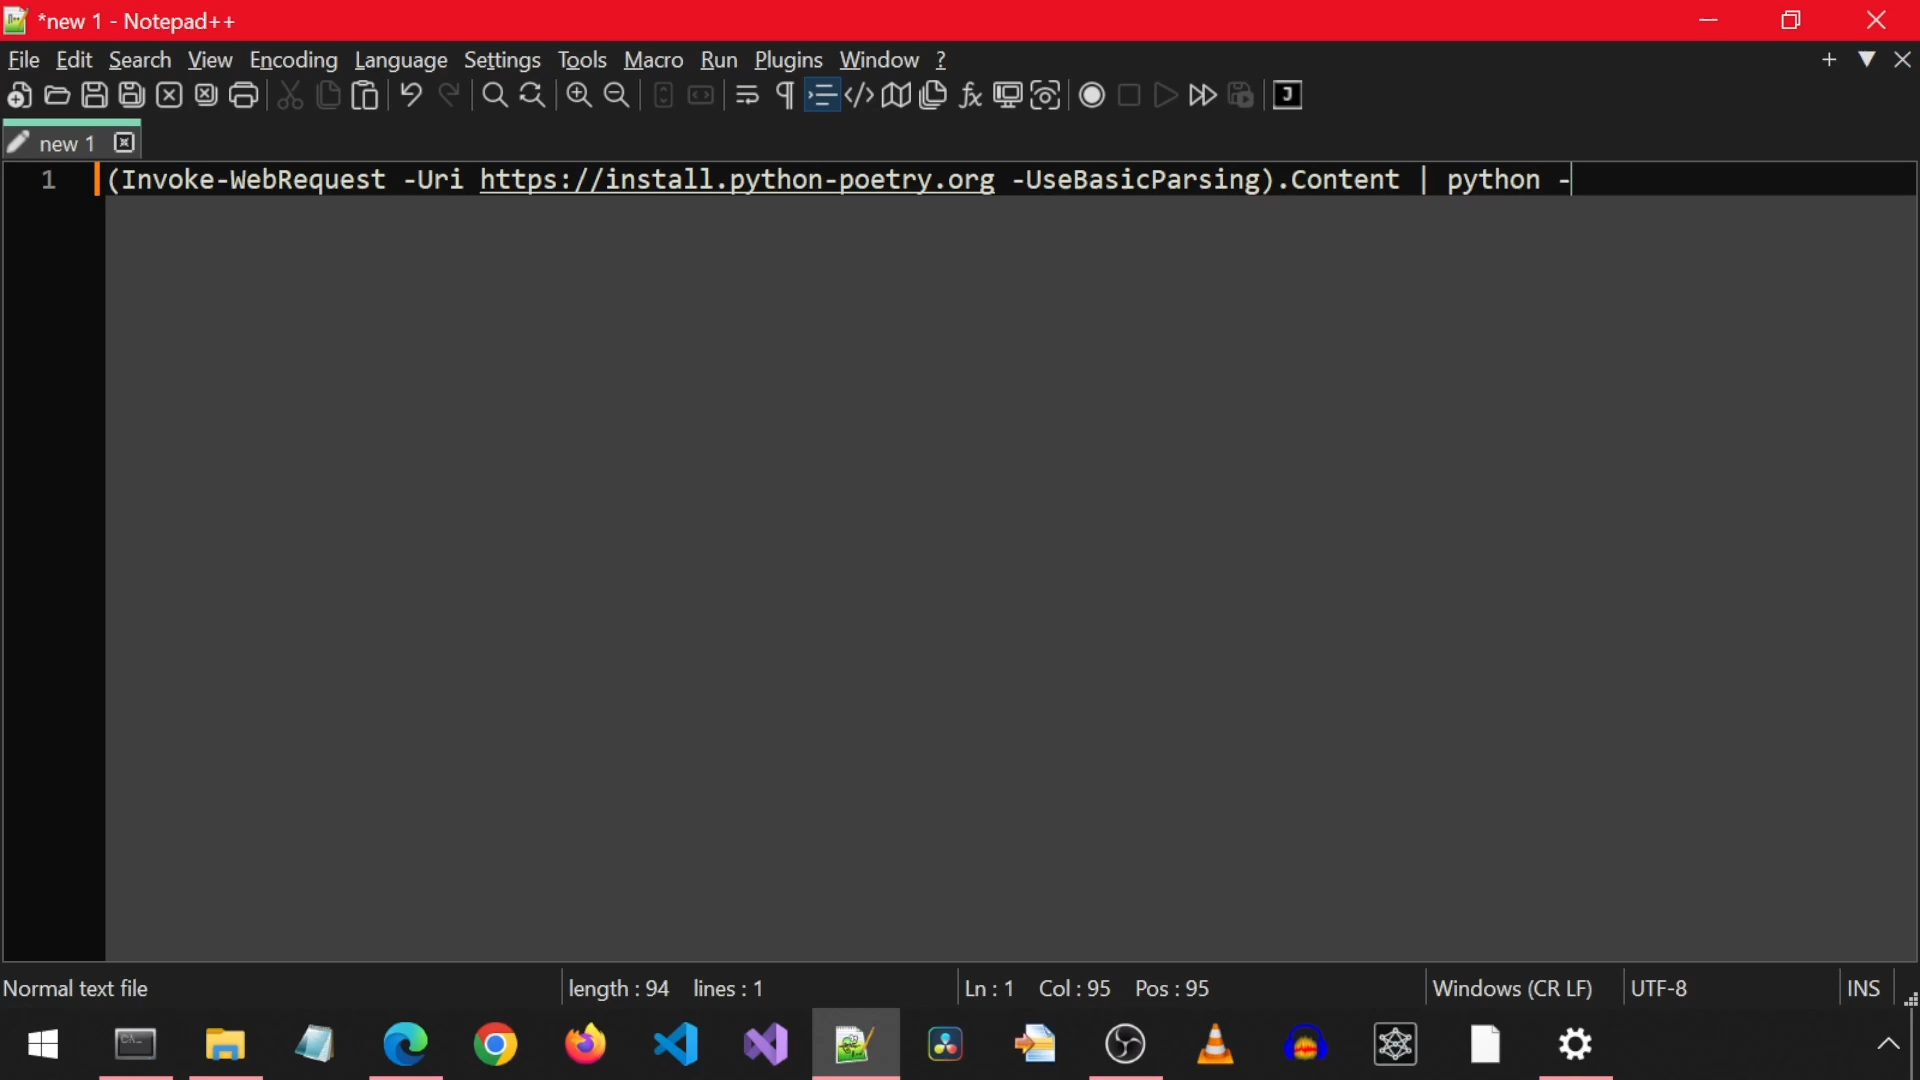 *new 1 - Notepad++
File Edit Search View Encoding Language Settings Tools Macro Run Plugins Window ?
new 1
1 (Invoke-WebRequest -Uri https://install.python-poetry.org -UseBasicParsing).Content | python -
Normal text file length : 94 lines : 1 Ln : 1 Col : 95 Pos : 95 Windows (CR LF) UTF-8 INS